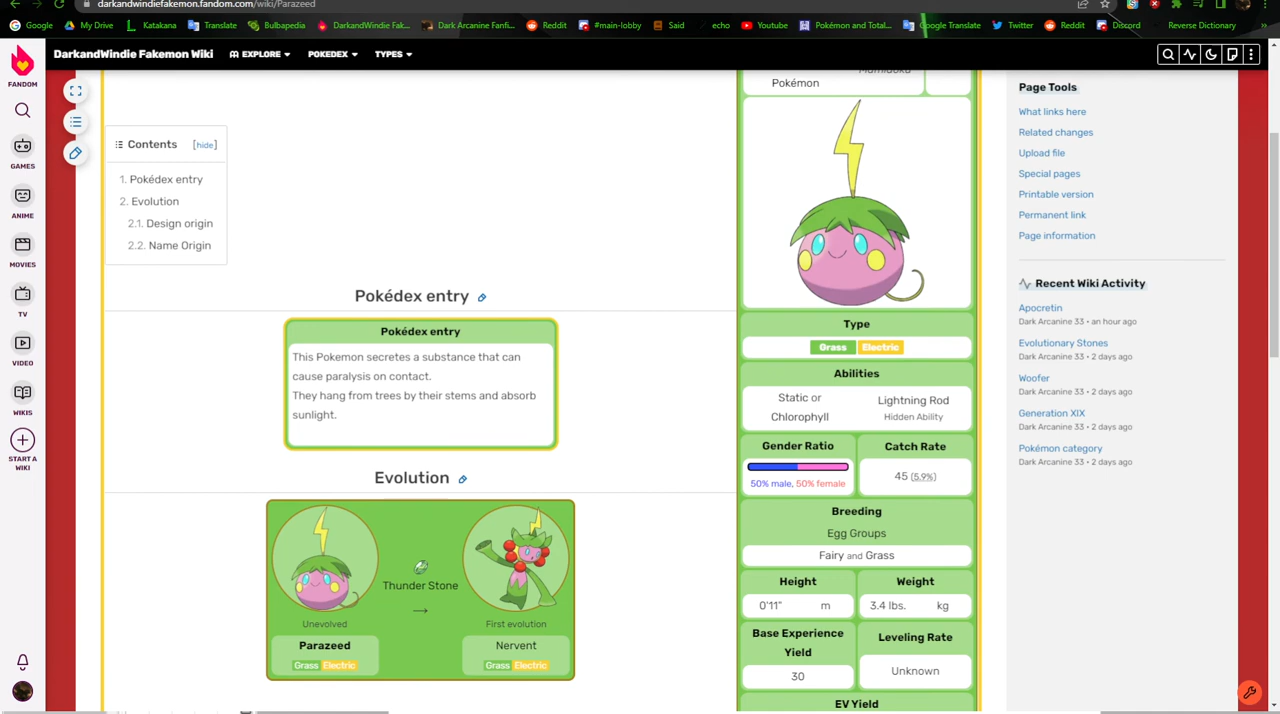 darkandwindiefakemon.fandom.com/wiki/Parazeed
Google
My Drive
Katakana
Translate
Bulbapedia
DarkandWindie Fak...
Dark Arcanine Fanfi...
Reddit
#main-lobby
Said
echo
YouTube
Pokémon and Total...
Google Translate
Twitter
Reddit
Discord
Reverse Dictionary
DarkandWindie Fakemon Wiki
EXPLORE
POKEDEX
TYPES
FANDOM
GAMES
ANIME
MOVIES
TV
VIDEO
WIKIS
START A
WIKI
Contents [hide]
1. Pokédex entry
2. Evolution
2.1. Design origin
2.2. Name Origin
Pokédex entry
Pokédex entry
This Pokemon secretes a substance that can
cause paralysis on contact.
They hang from trees by their stems and absorb
sunlight.
Evolution
Thunder Stone
→
Unevolved
Parazeed
Grass Electric
First evolution
Nervent
Grass Electric
Pokémon
Type
Grass Electric
Abilities
Static or
Chlorophyll
Lightning Rod
Hidden Ability
Gender Ratio
50% male, 50% female
Catch Rate
45 (5.9%)
Breeding
Egg Groups
Fairy and Grass
Height
0'11" m
Weight
3.4 lbs. kg
Base Experience
Yield
30
Leveling Rate
Unknown
EV Yield
Page Tools
What links here
Related changes
Upload file
Special pages
Printable version
Permanent link
Page information
Recent Wiki Activity
Apocretin
Dark Arcanine 33 • an hour ago
Evolutionary Stones
Dark Arcanine 33 • 2 days ago
Woofer
Dark Arcanine 33 • 2 days ago
Generation XIX
Dark Arcanine 33 • 2 days ago
Pokémon category
Dark Arcanine 33 • 2 days ago